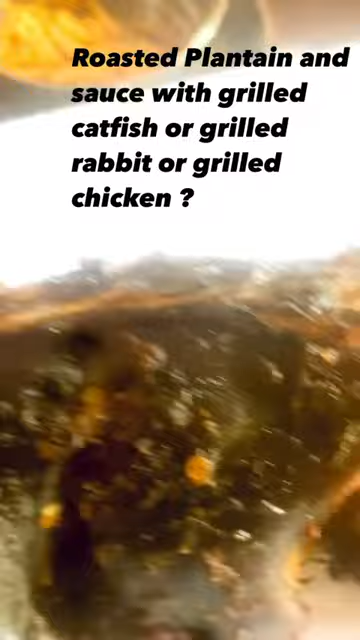 Roasted Plantain and
sauce with grilled
catfish or grilled
rabbit or grilled
chicken ?